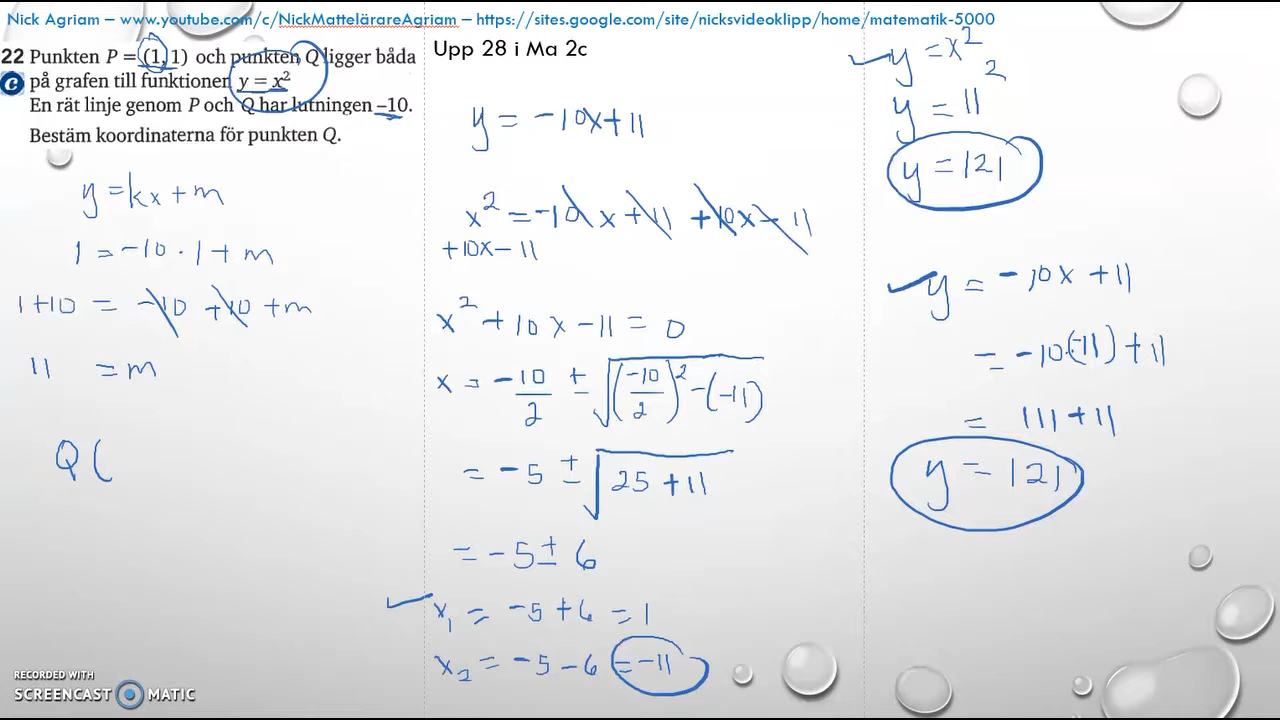 Nick Agriam – www.youtube.com/c/NickMattelärareAgriam – https://sites.google.com/site/nicksvideoklipp/home/matematik-5000
22 Punkten P = (1, 1) och punkten Q ligger båda
C på grafen till funktionen y = x²
En rät linje genom P och Q har lutningen –10.
Bestäm koordinaterna för punkten Q.
y = kx + m
1 = -10 · 1 + m
1+10 = -10 +10 +m
11 = m
Q (
Upp 28 i Ma 2c
y = -10x+11
x² = -10x +11 +10x - 11
+10x - 11
x² + 10x - 11 = 0
x = -10/2 ± √((-10/2)² - (-11))
= -5 ± √(25 + 11)
= -5 ± 6
x₁ = -5 + 6 = 1
x₂ = -5 - 6 = -11
y = x²
y = 11²
y = 121
y = -10x + 11
= -10·(-11) + 11
= 111 + 11
y = 121
RECORDED WITH
SCREENCAST MATIC